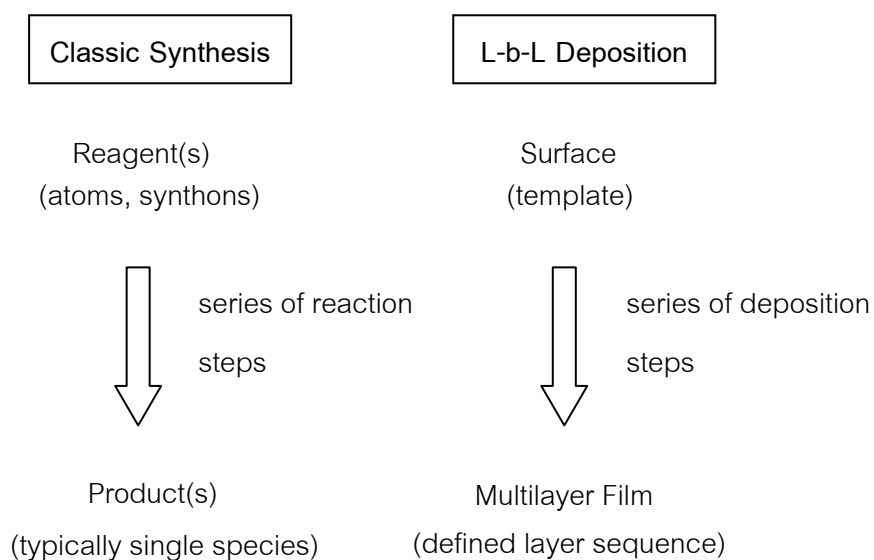 Classic Synthesis
Reagent(s)
(atoms, synthons)
series of reaction
steps
Product(s)
(typically single species)
L-b-L Deposition
Surface
(template)
series of deposition
steps
Multilayer Film
(defined layer sequence)